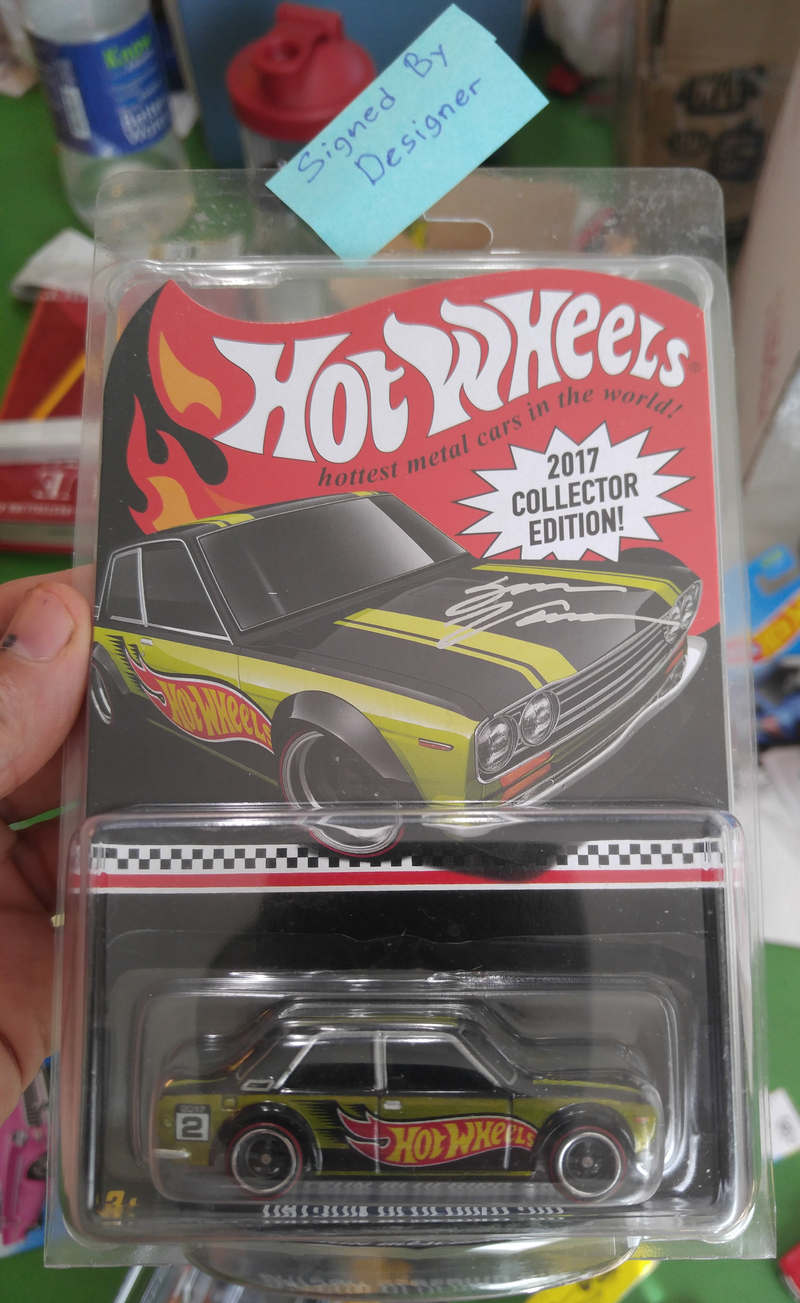 Signed By
Designer
HOT WHEELS®
hottest metal cars in the world!
2017
COLLECTOR
EDITION!
HOT WHEELS
2017
2
HOT WHEELS
3+